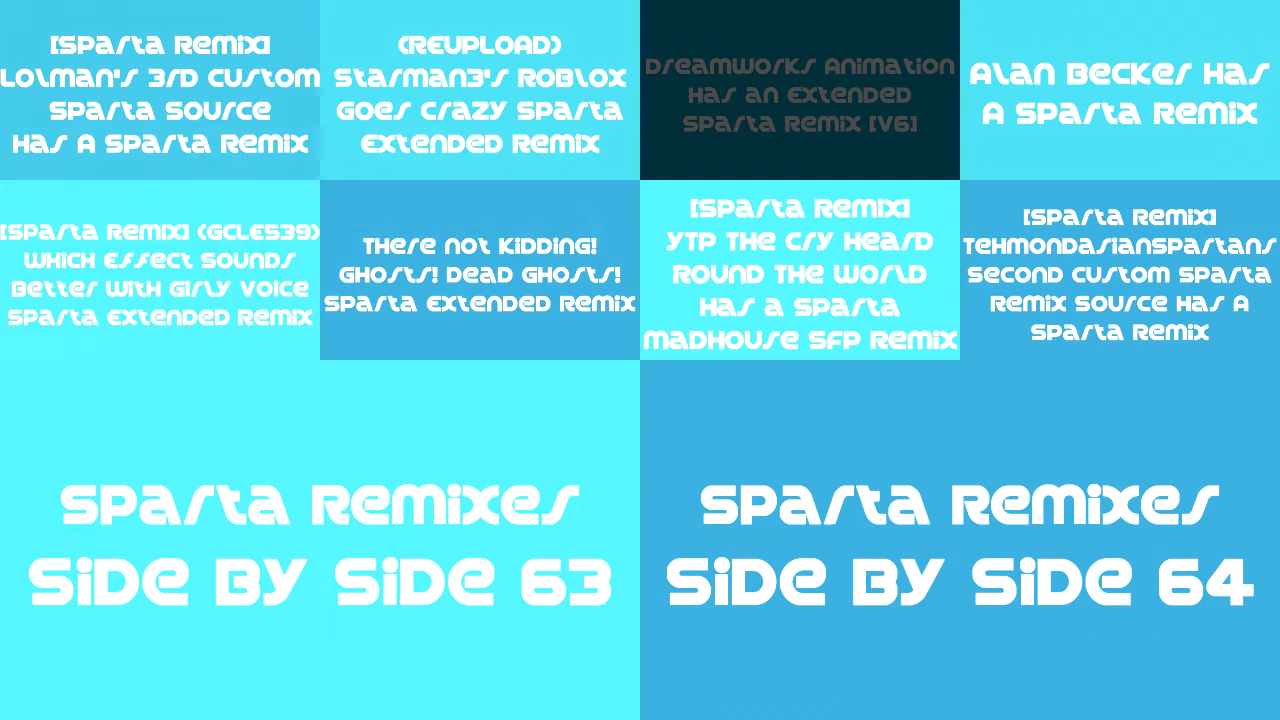 [Sparta Remix]
Lolman's 3rd Custom
Sparta Source
Has A Sparta Remix
(REUPLOAD)
Starman3's Roblox
Goes Crazy Sparta
Extended Remix
Dreamworks Animation
Has an Extended
Sparta Remix [V6]
Alan Becker Has
A Sparta Remix
[Sparta Remix] (GCLE539)
Which Effect Sounds
Better With Girly Voice
Sparta Extended Remix
There not Kidding!
Ghosts! Dead Ghosts!
Sparta Extended Remix
[Sparta Remix]
YTP The Cry Heard
Round The World
Has a Sparta
Madhouse SFP Remix
[Sparta Remix]
TehMondasianSpartans
Second Custom Sparta
Remix Source Has A
Sparta Remix
Sparta Remixes
Side By Side 63
Sparta Remixes
Side By Side 64